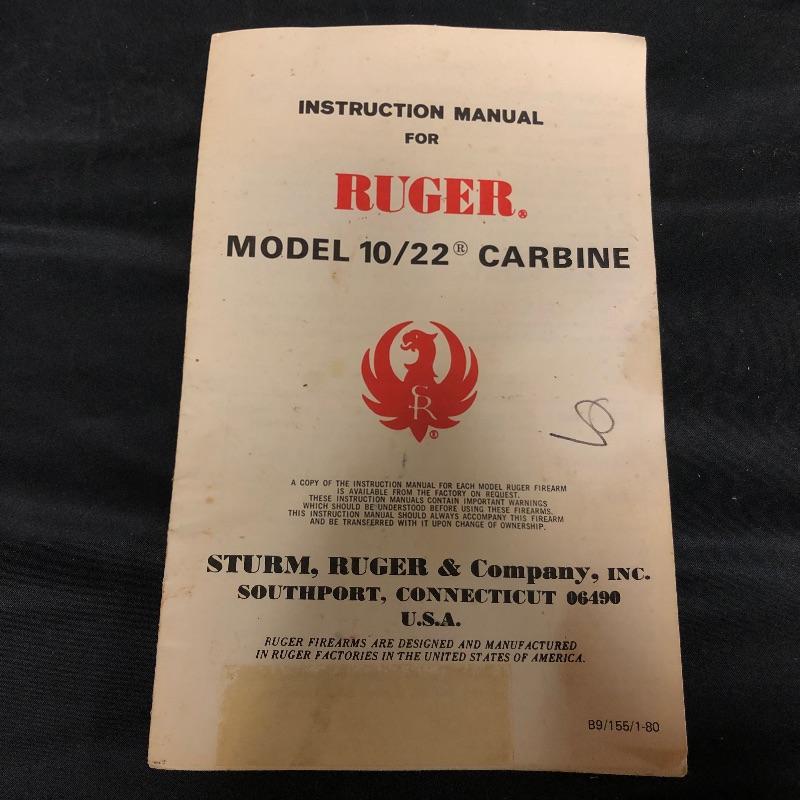 INSTRUCTION MANUAL
FOR
RUGER®
MODEL 10/22® CARBINE
SR
®
A COPY OF THE INSTRUCTION MANUAL FOR EACH MODEL RUGER FIREARM
IS AVAILABLE FROM THE FACTORY ON REQUEST.
THESE INSTRUCTION MANUALS CONTAIN IMPORTANT WARNINGS
WHICH SHOULD BE UNDERSTOOD BEFORE USING THESE FIREARMS.
THIS INSTRUCTION MANUAL SHOULD ALWAYS ACCOMPANY THIS FIREARM
AND BE TRANSFERRED WITH IT UPON CHANGE OF OWNERSHIP.
STURM, RUGER & Company, INC.
SOUTHPORT, CONNECTICUT 06490
U.S.A.
RUGER FIREARMS ARE DESIGNED AND MANUFACTURED
IN RUGER FACTORIES IN THE UNITED STATES OF AMERICA.
B9/155/1-80